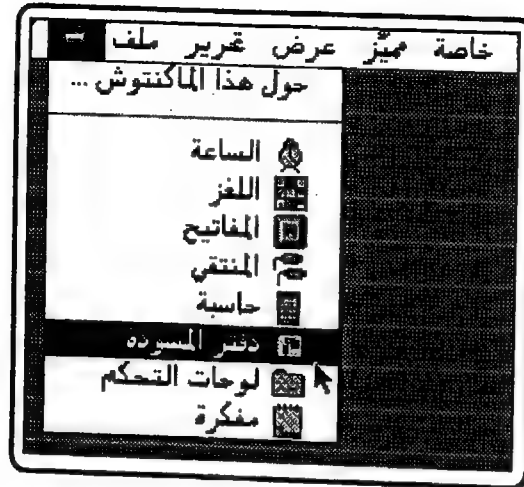 خاصة مميّز عرض تحرير ملف
حول هذا الماكنتوش ...
الساعة
اللغز
المفاتيح
المنتقي
حاسبة
دفتر المسوده
لوحات التحكم
مفكرة